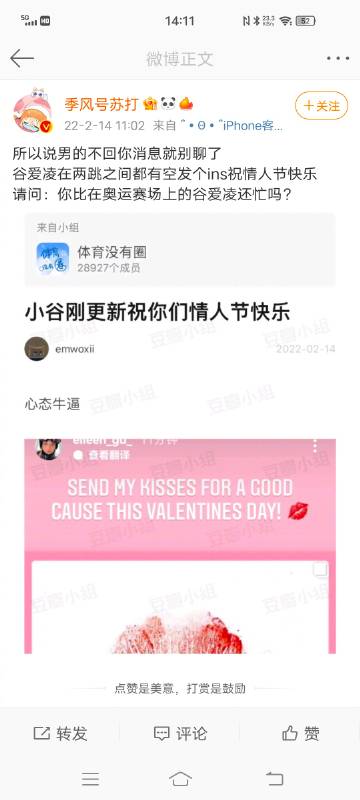 5G HD 14:11 N 23.3 K/s 52
微博正文
季风号苏打
22-2-14 11:02 来自 ˚• Θ •˚iPhone客...
+关注
所以说男的不回你消息就别聊了
谷爱凌在两跳之间都有空发个ins祝情人节快乐
请问：你比在奥运赛场上的谷爱凌还忙吗?
来自小组
体育没有圈
28927个成员
小谷刚更新祝你们情人节快乐
emwoxii 2022-02-14
心态牛逼
eileen_gu_ 11分钟
查看翻译
SEND MY KISSES FOR A GOOD
CAUSE THIS VALENTINES DAY!
豆瓣小组
点赞是美意，打赏是鼓励
转发 评论 赞